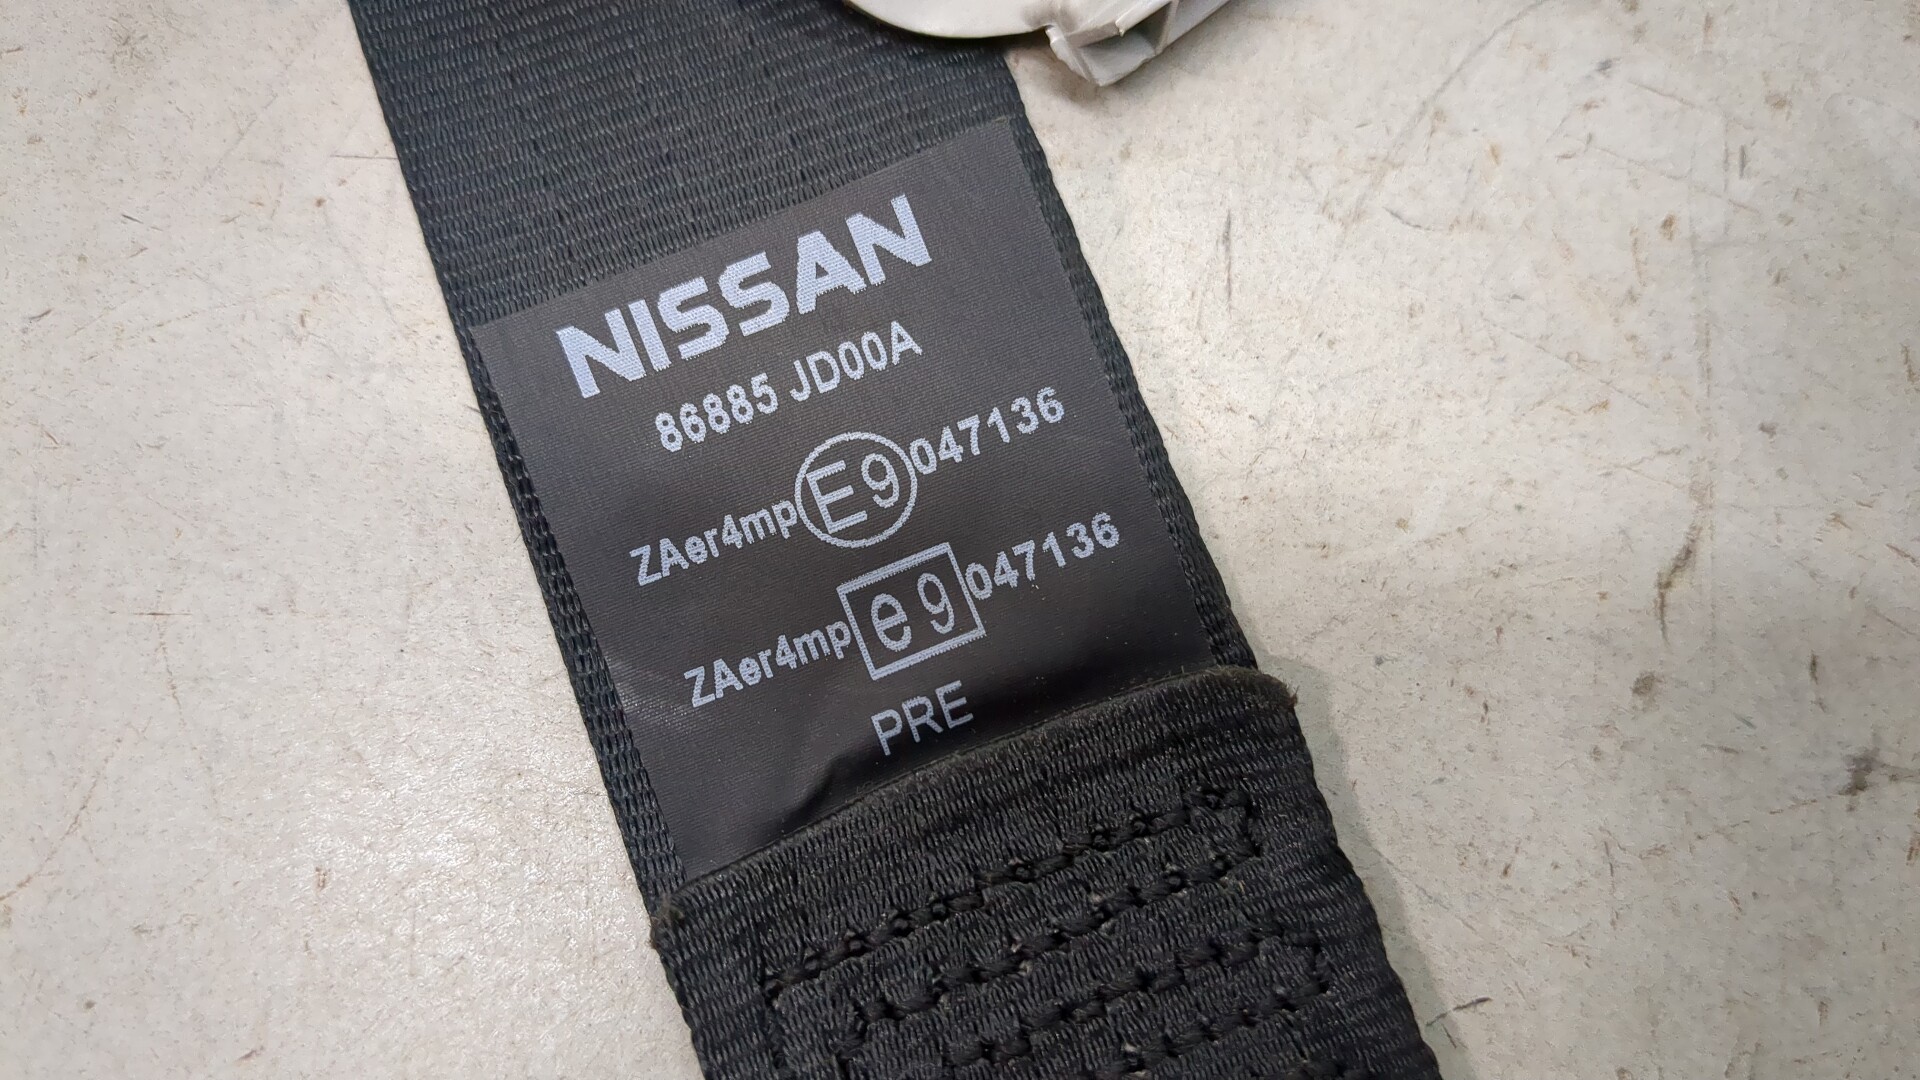 NISSAN
86885 JD00A
ZAer4mp E9 047136
ZAer4mp e9 047136
PRE